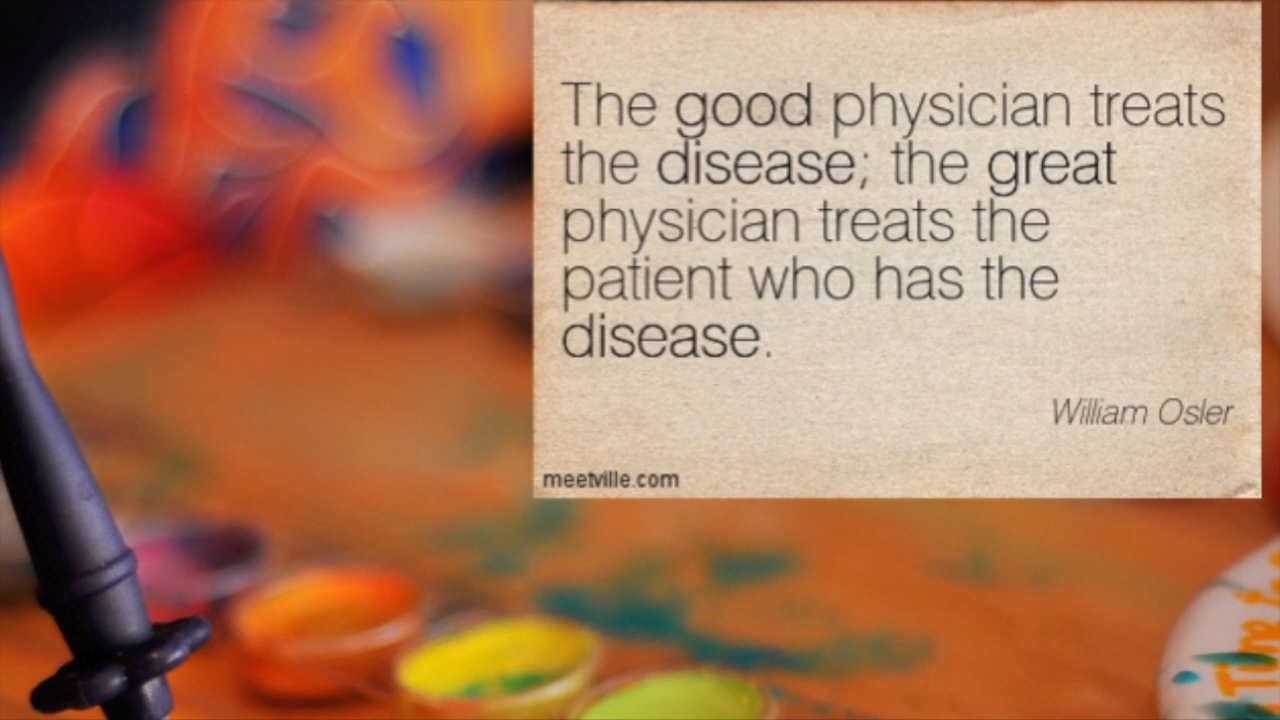 The good physician treats
the disease; the great
physician treats the
patient who has the
disease.
William Osler
meetville.com
The